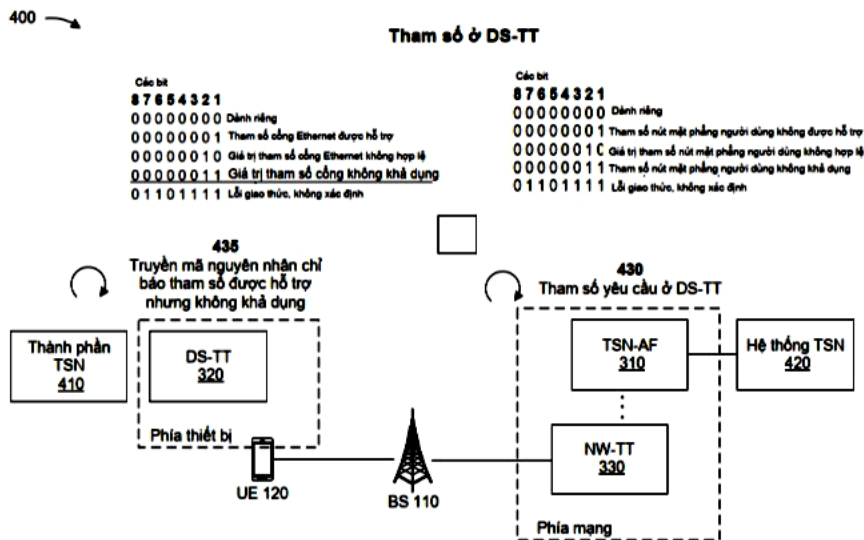 400
Tham số ở DS-TT
Các bit
8 7 6 5 4 3 2 1
0 0 0 0 0 0 0 0 Dành riêng
0 0 0 0 0 0 0 1 Tham số cổng Ethernet được hỗ trợ
0 0 0 0 0 0 1 0 Giá trị tham số cổng Ethernet không hợp lệ
0 0 0 0 0 0 1 1 Giá trị tham số cổng không khả dụng
0 1 1 0 1 1 1 1 Lỗi giao thức, không xác định
Các bit
8 7 6 5 4 3 2 1
0 0 0 0 0 0 0 0 Dành riêng
0 0 0 0 0 0 0 1 Tham số nút mặt phẳng người dùng không được hỗ trợ
0 0 0 0 0 0 1 0 Giá trị tham số nút mặt phẳng người dùng không hợp lệ
0 0 0 0 0 0 1 1 Tham số nút mặt phẳng người dùng không khả dụng
0 1 1 0 1 1 1 1 Lỗi giao thức, không xác định
435
Truyền mã nguyên nhân chỉ
báo tham số được hỗ trợ
nhưng không khả dụng
430
Tham số yêu cầu ở DS-TT
Thành phần
TSN
410
DS-TT
320
Phía thiết bị
UE 120
BS 110
TSN-AF
310
Hệ thống TSN
420
NW-TT
330
Phía mạng